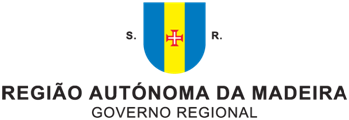 S. R.
REGIÃO AUTÓNOMA DA MADEIRA
GOVERNO REGIONAL